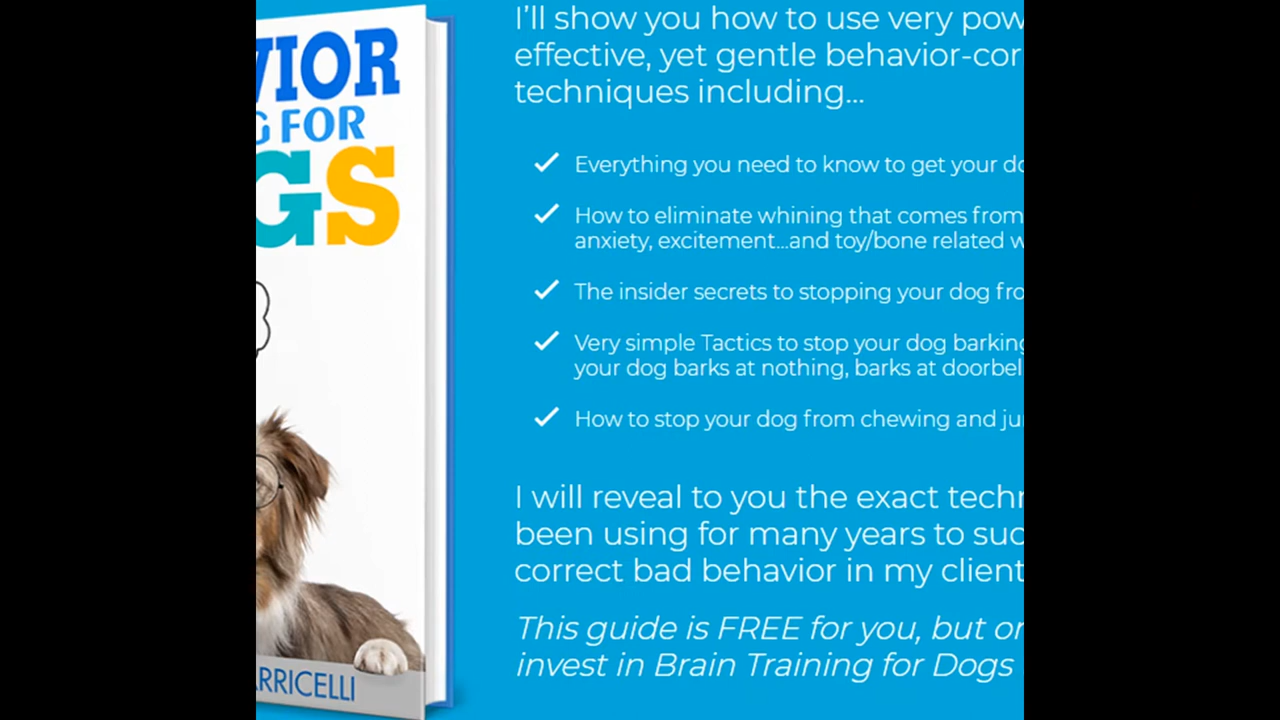 VIOR
G FOR
GS
ARRICELLI
I'll show you how to use very pow
effective, yet gentle behavior-cor
techniques including...
Everything you need to know to get your do
How to eliminate whining that comes from
anxiety, excitement...and toy/bone related w
The insider secrets to stopping your dog fro
Very simple Tactics to stop your dog barking
your dog barks at nothing, barks at doorbel
How to stop your dog from chewing and ju
I will reveal to you the exact techn
been using for many years to suc
correct bad behavior in my client
This guide is FREE for you, but on
invest in Brain Training for Dogs